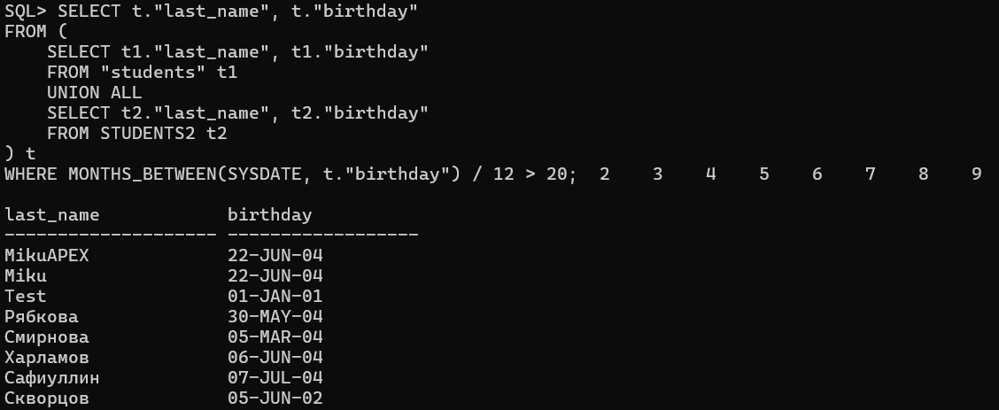 SQL> SELECT t."last_name", t."birthday"
FROM (
    SELECT t1."last_name", t1."birthday"
    FROM "students" t1
    UNION ALL
    SELECT t2."last_name", t2."birthday"
    FROM STUDENTS2 t2
) t
WHERE MONTHS_BETWEEN(SYSDATE, t."birthday") / 12 > 20;  2    3    4    5    6    7    8    9
last_name            birthday
-------------------- ------------------
MikuAPEX             22-JUN-04
Miku                 22-JUN-04
Test                 01-JAN-01
Рябкова              30-MAY-04
Смирнова             05-MAR-04
Харламов             06-JUN-04
Сафиуллин            07-JUL-04
Скворцов             05-JUN-02